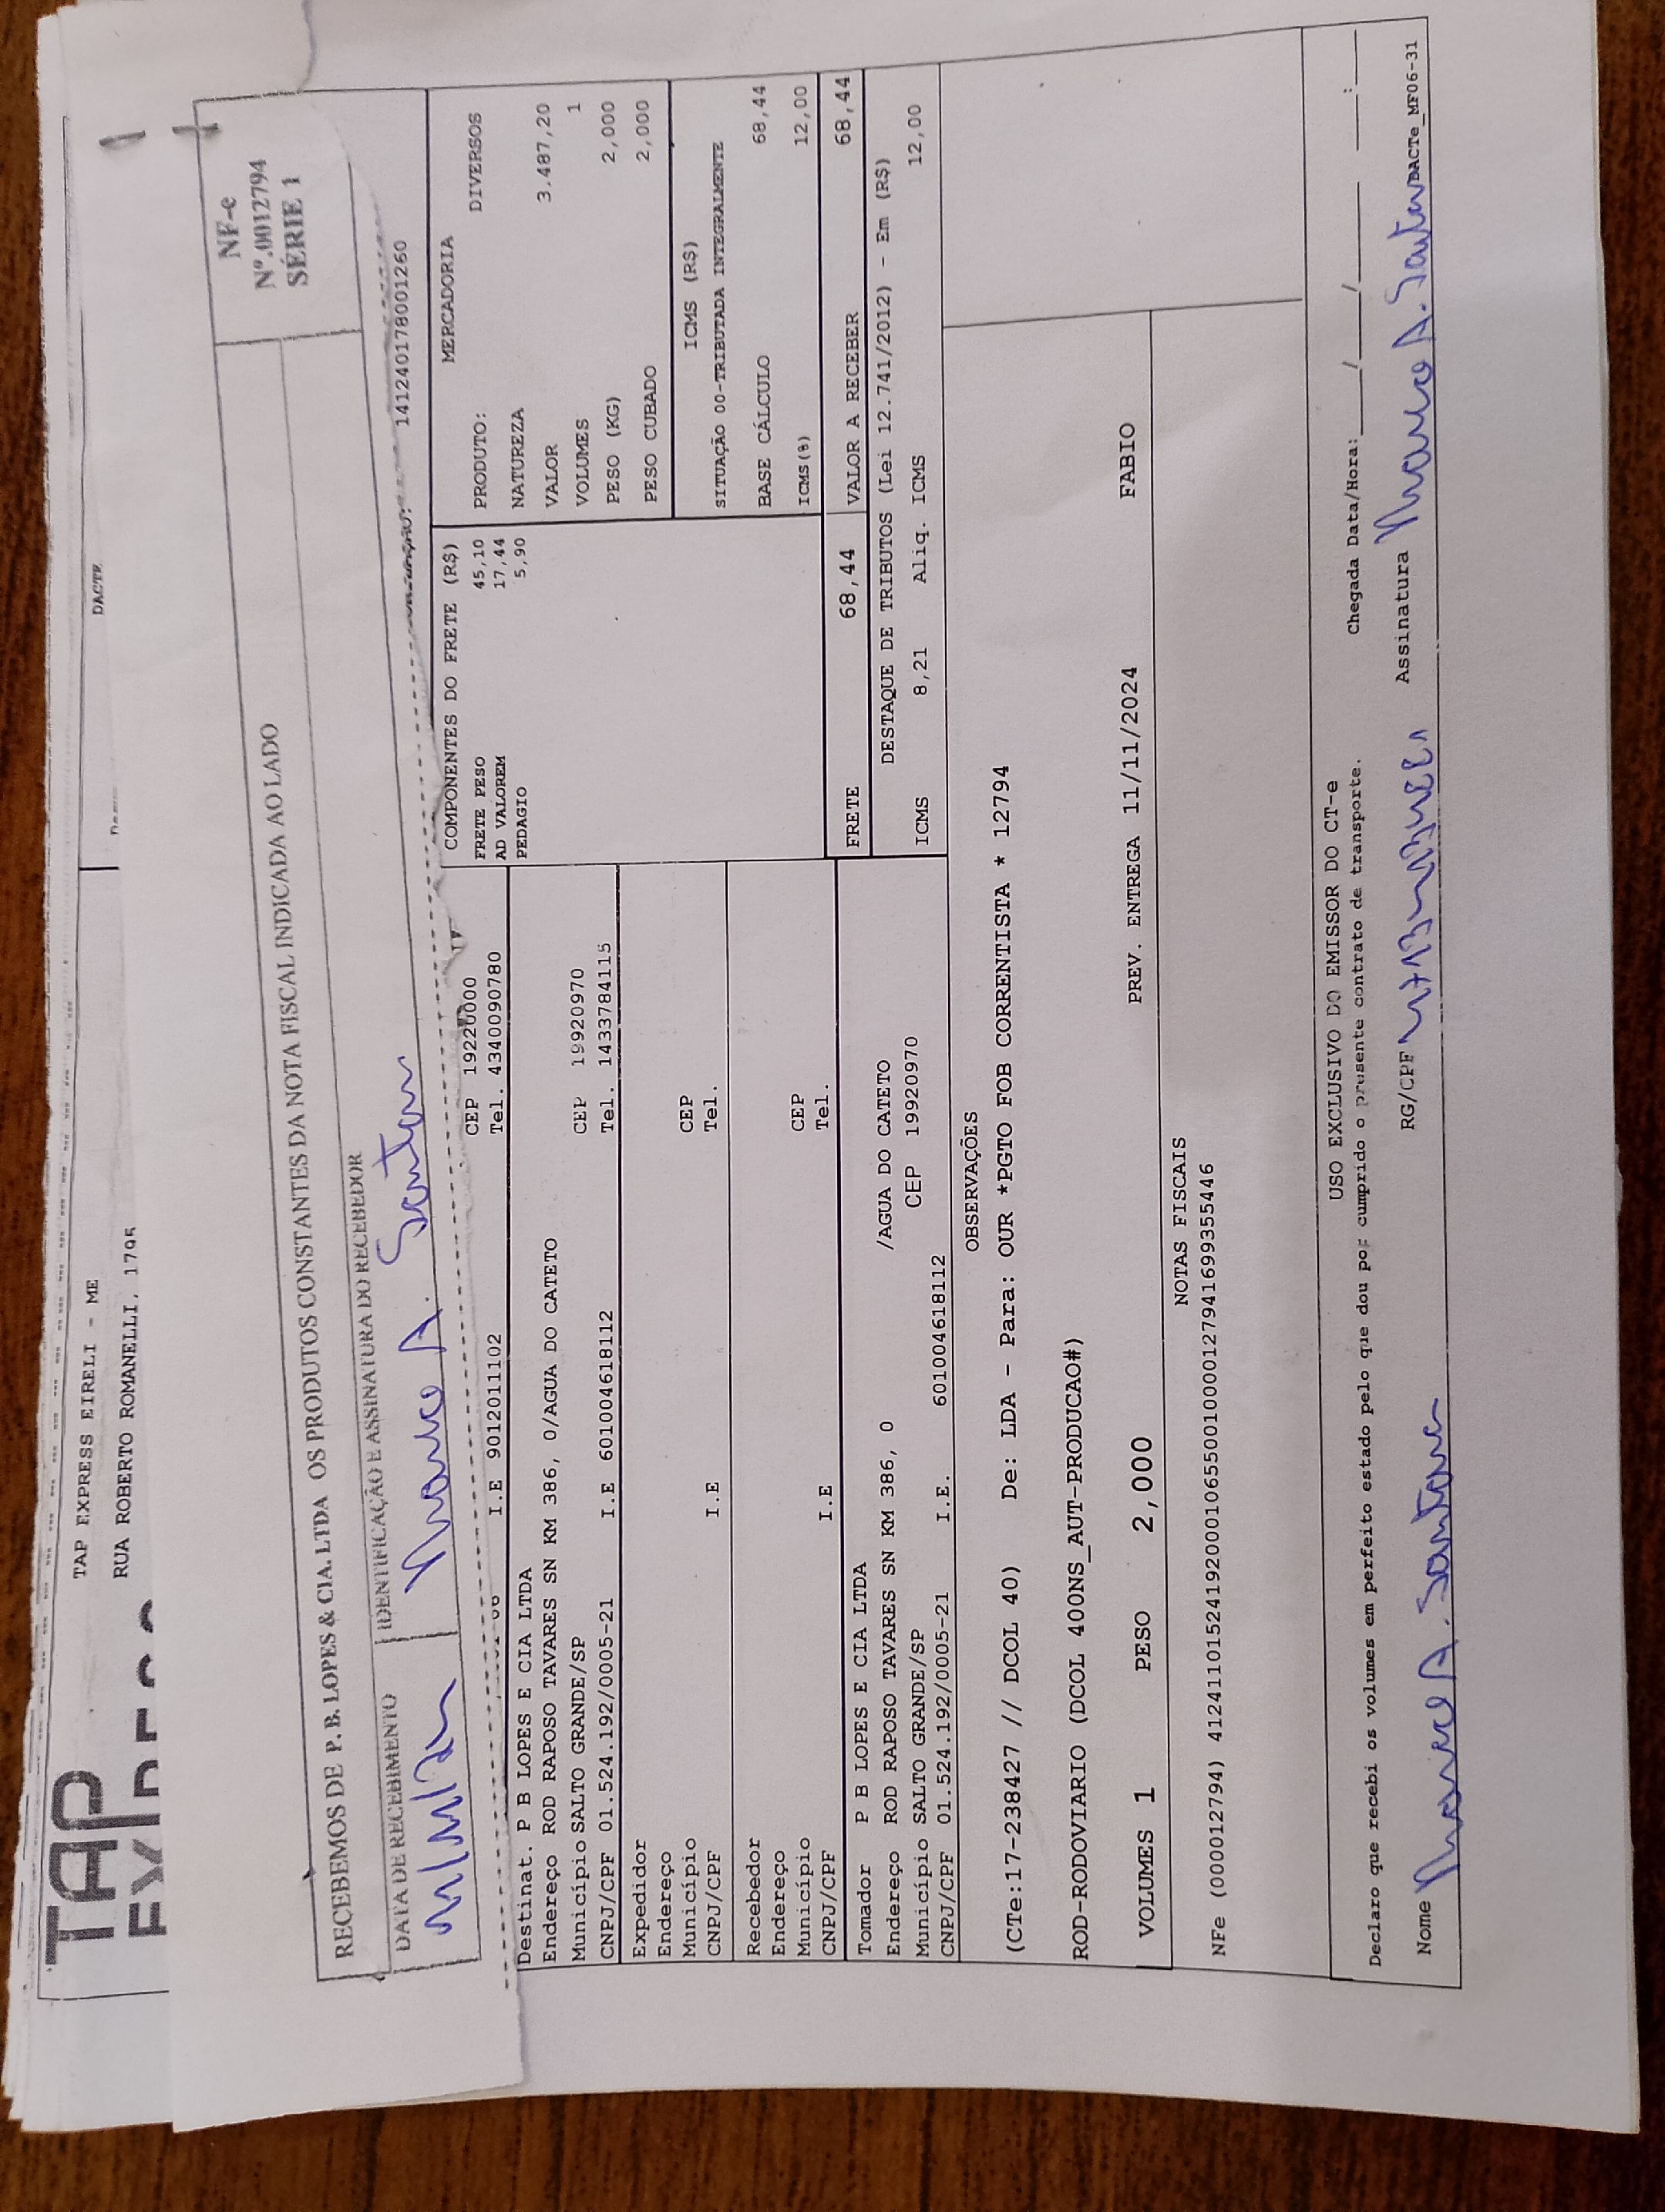 TAP
TAP EXPRESS EIRELI - ME
RUA ROBERTO ROMANELLI, 1795
DACTE
NF-e
Nº.0012794
SÉRIE 1
RECEBEMOS DE P. B. LOPES & CIA. LTDA OS PRODUTOS CONSTANTES DA NOTA FISCAL INDICADA AO LADO
DATA DE RECEBIMENTO
IDENTIFICAÇÃO E ASSINATURA DO RECEBEDOR
141240178001260
CEP 19220000
I.E 9012011102 Tel. 4340090780
Destinat. P B LOPES E CIA LTDA
Endereço ROD RAPOSO TAVARES SN KM 386, 0/AGUA DO CATETO
Município SALTO GRANDE/SP CEP 19920970
CNPJ/CPF 01.524.192/0005-21 I.E 601004618112 Tel. 1433784115
Expedidor
Endereço
Município CEP
CNPJ/CPF I.E Tel.
Recebedor
Endereço
Município CEP
CNPJ/CPF I.E Tel.
Tomador P B LOPES E CIA LTDA
Endereço ROD RAPOSO TAVARES SN KM 386, 0 /AGUA DO CATETO
Município SALTO GRANDE/SP CEP 19920970
CNPJ/CPF 01.524.192/0005-21 I.E. 601004618112
COMPONENTES DO FRETE (R$)
FRETE PESO 45,10
AD VALOREM 17,44
PEDAGIO 5,90
MERCADORIA
PRODUTO: DIVERSOS
NATUREZA
VALOR 3.487,20
VOLUMES 1
PESO (KG) 2,000
PESO CUBADO 2,000
ICMS (R$)
SITUAÇÃO 00-TRIBUTADA INTEGRALMENTE
BASE CÁLCULO 68,44
ICMS(%) 12,00
FRETE 68,44 VALOR A RECEBER 68,44
DESTAQUE DE TRIBUTOS (Lei 12.741/2012) - Em (R$)
ICMS 8,21 Aliq. ICMS 12,00
OBSERVAÇÕES
(CTe:17-238427 // DCOL 40) De: LDA - Para: OUR *PGTO FOB CORRENTISTA * 12794
ROD-RODOVIARIO (DCOL 400NS_AUT-PRODUCAO#)
VOLUMES 1 PESO 2,000 PREV. ENTREGA 11/11/2024 FABIO
NOTAS FISCAIS
NFe (000012794) 41241101524192000106550010000127941699355446
USO EXCLUSIVO DO EMISSOR DO CT-e
Declaro que recebi os volumes em perfeito estado pelo que dou por cumprido o presente contrato de transporte. Chegada Data/Hora: ___/___/_____ ___:___
Nome RG/CPF Assinatura
DACTe_MF06-31